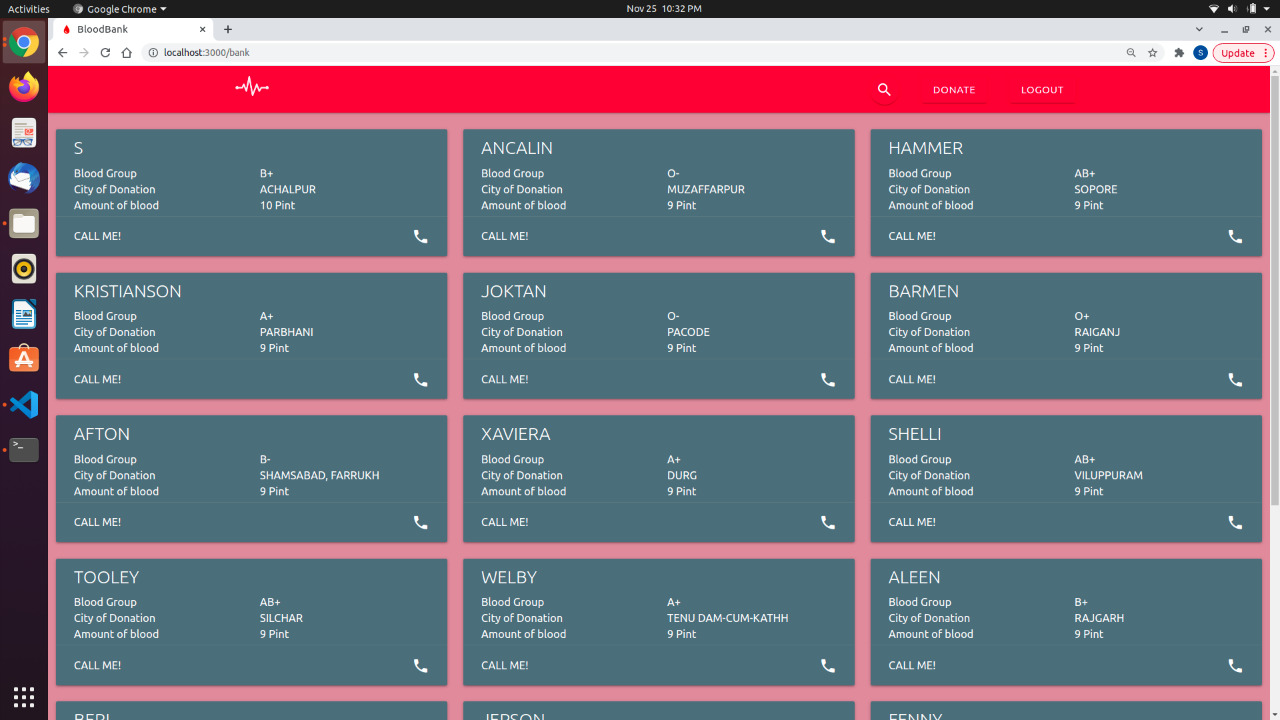 Activities
Google Chrome
Nov 25 10:32 PM
BloodBank
localhost:3000/bank
S
Update
DONATE
LOGOUT
S
Blood Group B+
City of Donation ACHALPUR
Amount of blood 10 Pint
CALL ME!
ANCALIN
Blood Group O-
City of Donation MUZAFFARPUR
Amount of blood 9 Pint
CALL ME!
HAMMER
Blood Group AB+
City of Donation SOPORE
Amount of blood 9 Pint
CALL ME!
KRISTIANSON
Blood Group A+
City of Donation PARBHANI
Amount of blood 9 Pint
CALL ME!
JOKTAN
Blood Group O-
City of Donation PACODE
Amount of blood 9 Pint
CALL ME!
BARMEN
Blood Group O+
City of Donation RAIGANJ
Amount of blood 9 Pint
CALL ME!
AFTON
Blood Group B-
City of Donation SHAMSABAD, FARRUKH
Amount of blood 9 Pint
CALL ME!
XAVIERA
Blood Group A+
City of Donation DURG
Amount of blood 9 Pint
CALL ME!
SHELLI
Blood Group AB+
City of Donation VILUPPURAM
Amount of blood 9 Pint
CALL ME!
TOOLEY
Blood Group AB+
City of Donation SILCHAR
Amount of blood 9 Pint
CALL ME!
WELBY
Blood Group A+
City of Donation TENU DAM-CUM-KATHH
Amount of blood 9 Pint
CALL ME!
ALEEN
Blood Group B+
City of Donation RAJGARH
Amount of blood 9 Pint
CALL ME!